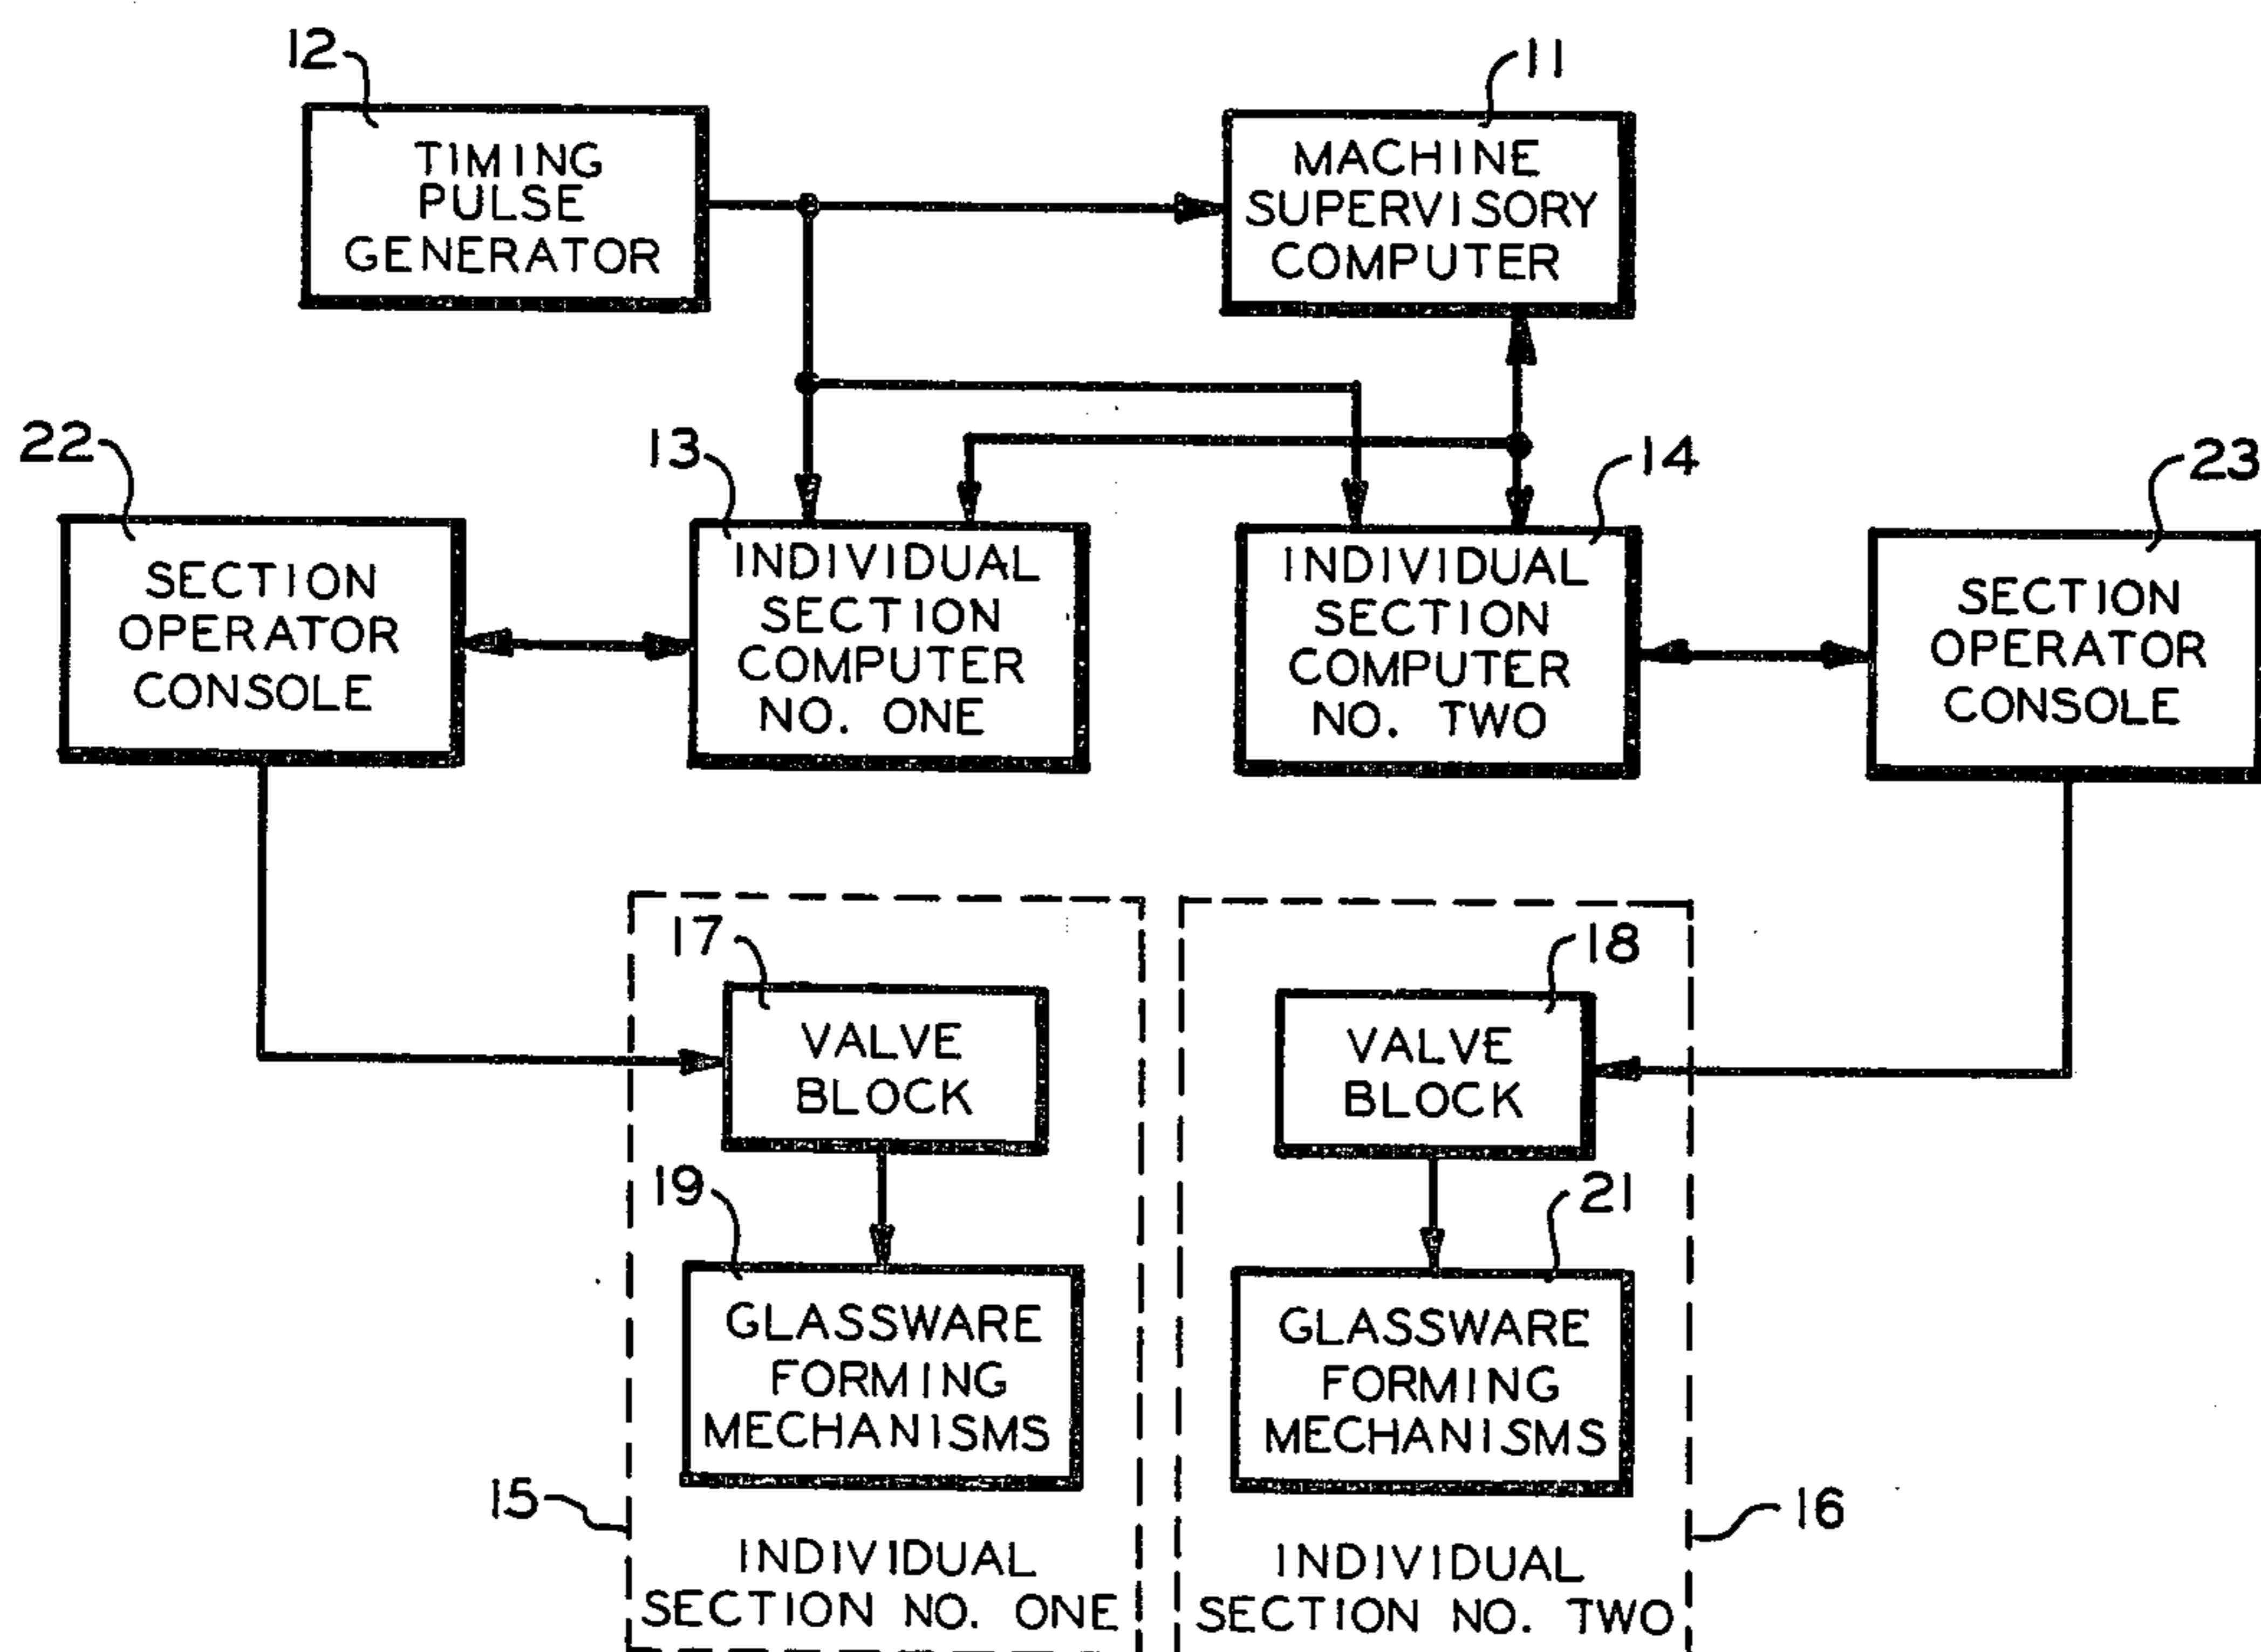 12
11
TIMING
PULSE
GENERATOR
MACHINE
SUPERVISORY
COMPUTER
22
13
14
23
SECTION
OPERATOR
CONSOLE
INDIVIDUAL
SECTION
COMPUTER
NO. ONE
INDIVIDUAL
SECTION
COMPUTER
NO. TWO
SECTION
OPERATOR
CONSOLE
17
18
VALVE
BLOCK
VALVE
BLOCK
19
21
GLASSWARE
FORMING
MECHANISMS
GLASSWARE
FORMING
MECHANISMS
15
16
INDIVIDUAL
SECTION NO. ONE
INDIVIDUAL
SECTION NO. TWO